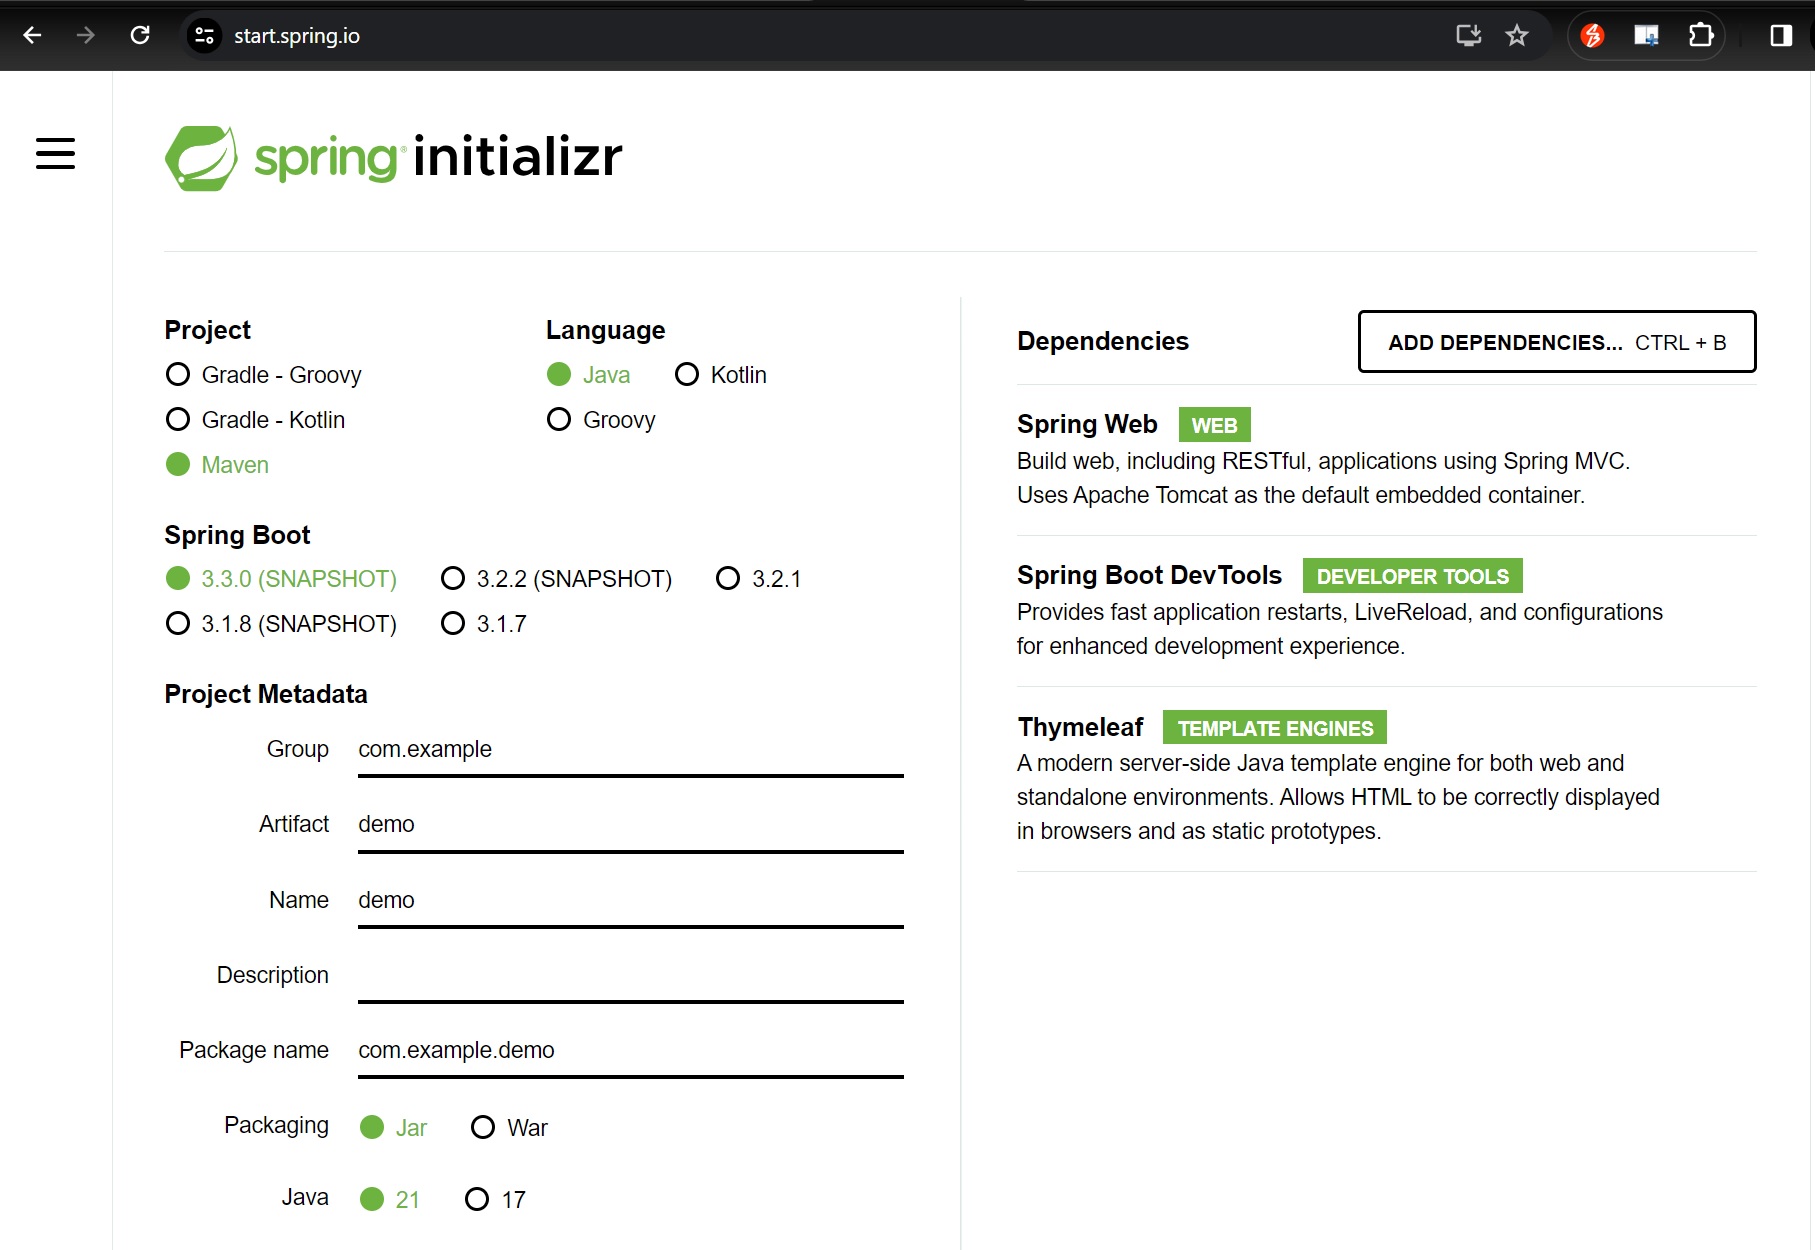 start.spring.io
spring initializr
Project
Gradle - Groovy
Gradle - Kotlin
Maven
Language
Java Kotlin
Groovy
Spring Boot
3.3.0 (SNAPSHOT) 3.2.2 (SNAPSHOT) 3.2.1
3.1.8 (SNAPSHOT) 3.1.7
Project Metadata
Group com.example
Artifact demo
Name demo
Description
Package name com.example.demo
Packaging Jar War
Java 21 17
Dependencies ADD DEPENDENCIES... CTRL + B
Spring Web WEB
Build web, including RESTful, applications using Spring MVC.
Uses Apache Tomcat as the default embedded container.
Spring Boot DevTools DEVELOPER TOOLS
Provides fast application restarts, LiveReload, and configurations
for enhanced development experience.
Thymeleaf TEMPLATE ENGINES
A modern server-side Java template engine for both web and
standalone environments. Allows HTML to be correctly displayed
in browsers and as static prototypes.